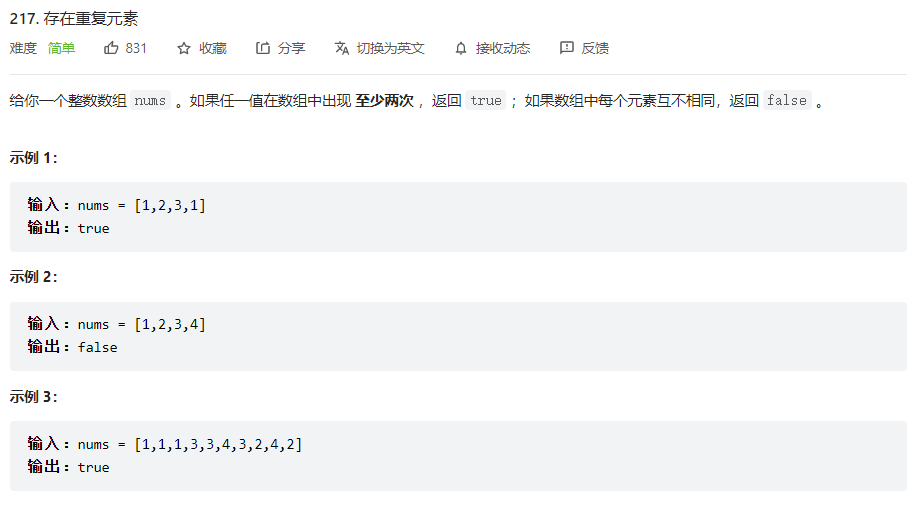 217. 存在重复元素
难度 简单 831 收藏 分享 切换为英文 接收动态 反馈
给你一个整数数组 nums 。如果任一值在数组中出现 至少两次 ，返回 true ；如果数组中每个元素互不相同，返回 false 。
示例 1：
输入：nums = [1,2,3,1]
输出：true
示例 2：
输入：nums = [1,2,3,4]
输出：false
示例 3：
输入：nums = [1,1,1,3,3,4,3,2,4,2]
输出：true